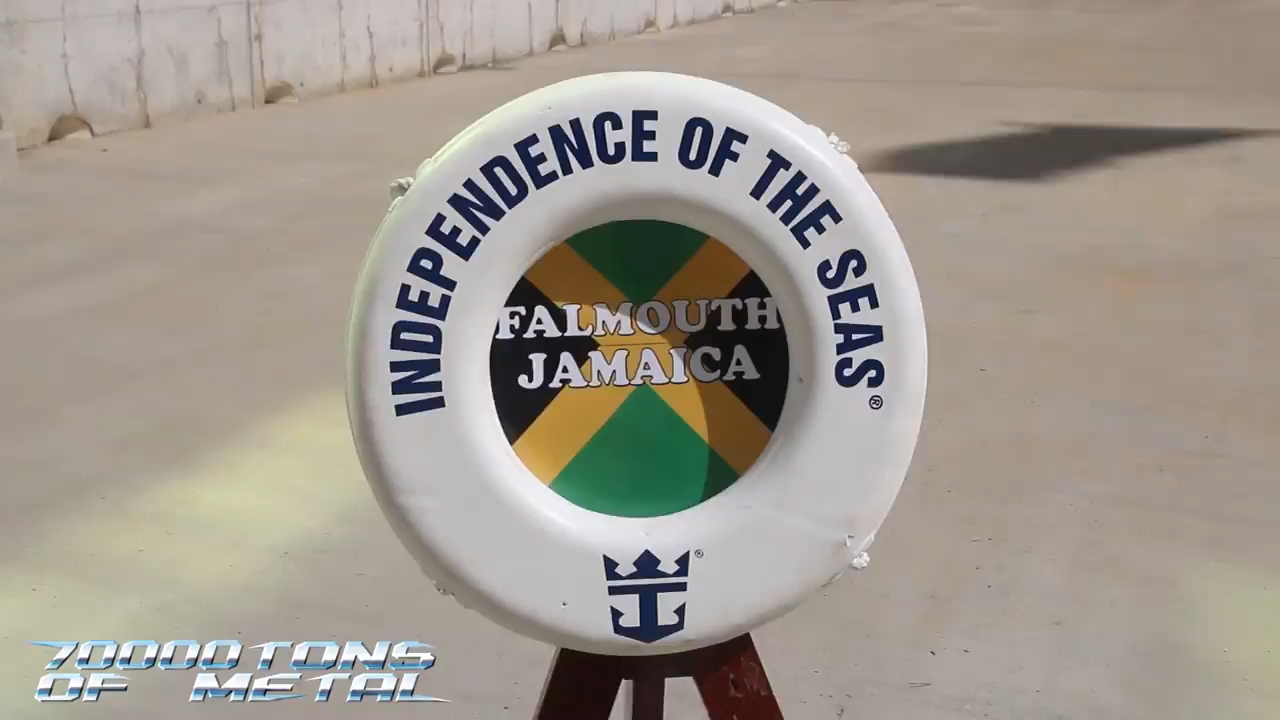 INDEPENDENCE OF THE SEAS®
FALMOUTH
JAMAICA
®
70000 TONS
OF METAL